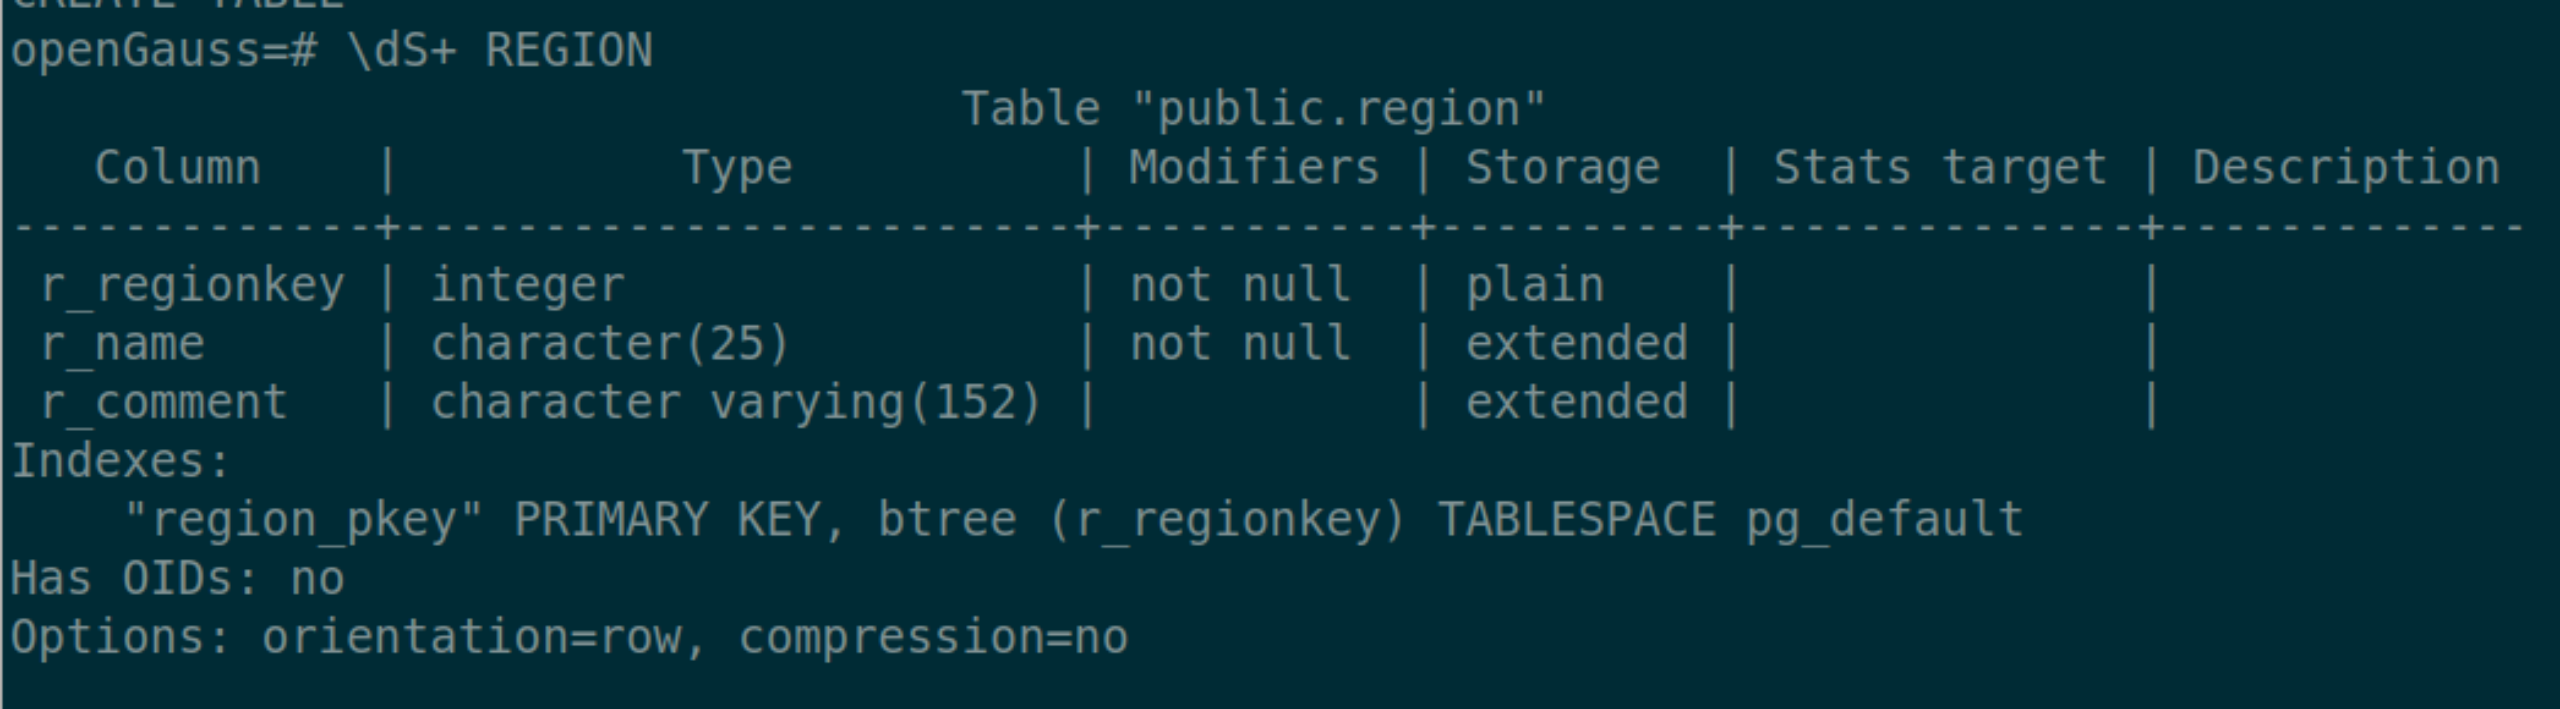 CREATE TABLE
openGauss=# \dS+ REGION
                                  Table "public.region"
   Column    |          Type          | Modifiers | Storage  | Stats target | Description
-------------+------------------------+-----------+----------+--------------+-------------
 r_regionkey | integer                | not null  | plain    |              |
 r_name      | character(25)          | not null  | extended |              |
 r_comment   | character varying(152) |           | extended |              |
Indexes:
    "region_pkey" PRIMARY KEY, btree (r_regionkey) TABLESPACE pg_default
Has OIDs: no
Options: orientation=row, compression=no